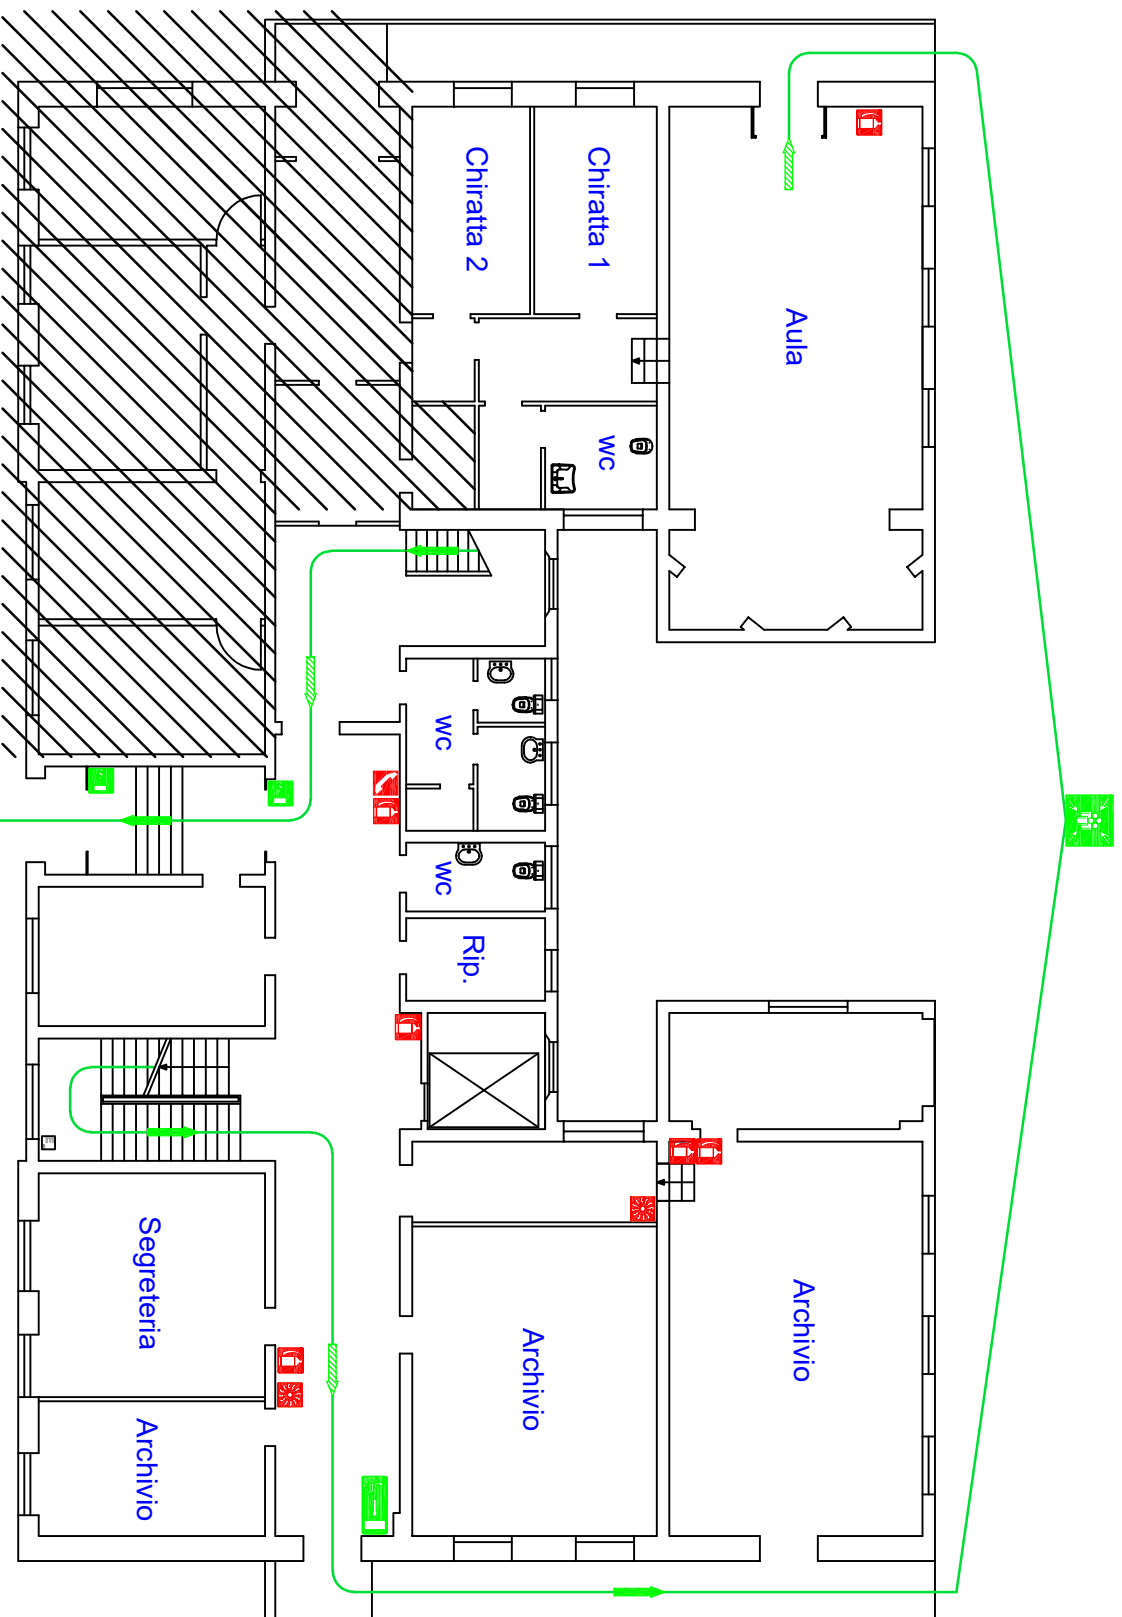 Aula
Archivio
Chiratta 1
wc
Archivio
Chiratta 2
wc
wc
Rip.
Segreteria
Archivio